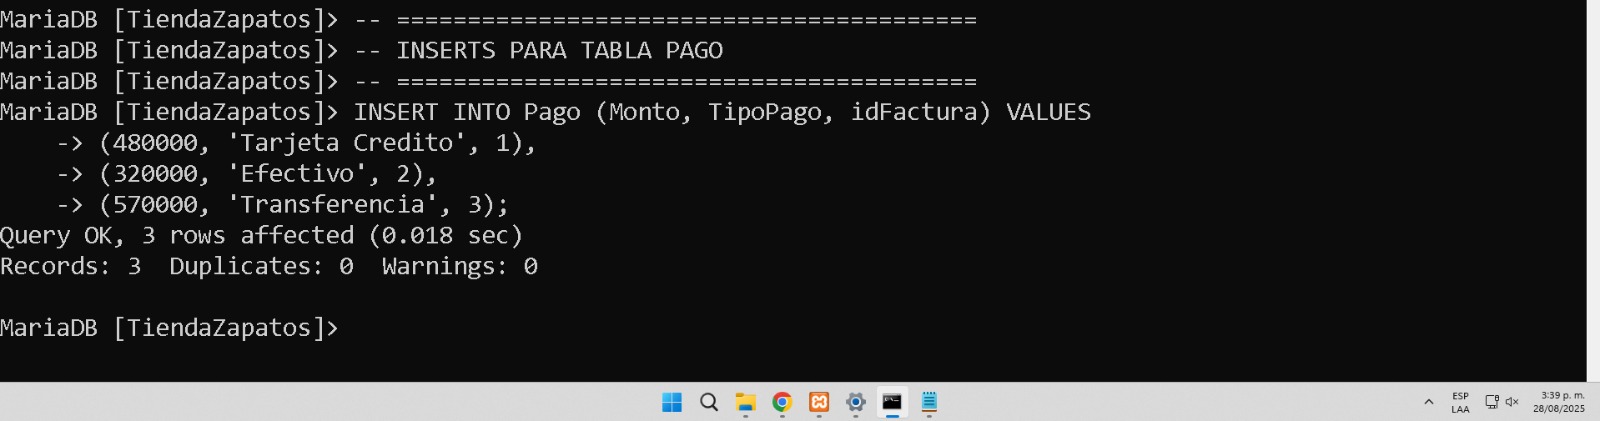 MariaDB [TiendaZapatos]> -- =========================================
MariaDB [TiendaZapatos]> -- INSERTS PARA TABLA PAGO
MariaDB [TiendaZapatos]> -- =========================================
MariaDB [TiendaZapatos]> INSERT INTO Pago (Monto, TipoPago, idFactura) VALUES
    -> (480000, 'Tarjeta Credito', 1),
    -> (320000, 'Efectivo', 2),
    -> (570000, 'Transferencia', 3);
Query OK, 3 rows affected (0.018 sec)
Records: 3  Duplicates: 0  Warnings: 0
MariaDB [TiendaZapatos]>
ESP
LAA
3:39 p. m.
28/08/2025